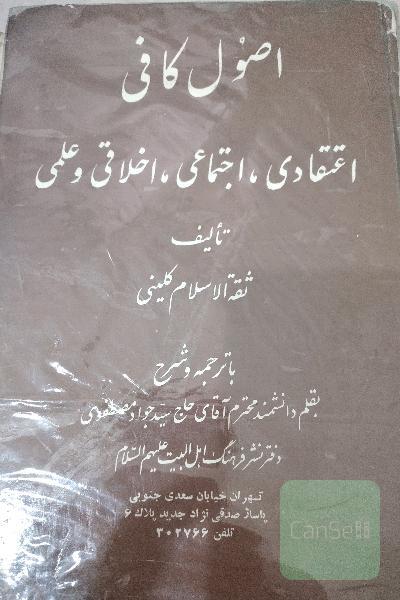 اصول کافی
اعتقادی ، اجتماعی ، اخلاقی و علمی
تألیف
ثقة الاسلام کلینی
با ترجمه و شرح
بقلم دانشمند محترم آقای حاج سید جواد مصطفوی
دفتر نشر فرهنگ اهل البیت علیهم السلام
تهران خیابان سعدی جنوبی
پاساژ صدقی نژاد جدید پلاک ۶
تلفن ۳۰۲۷۶۶
CanSell